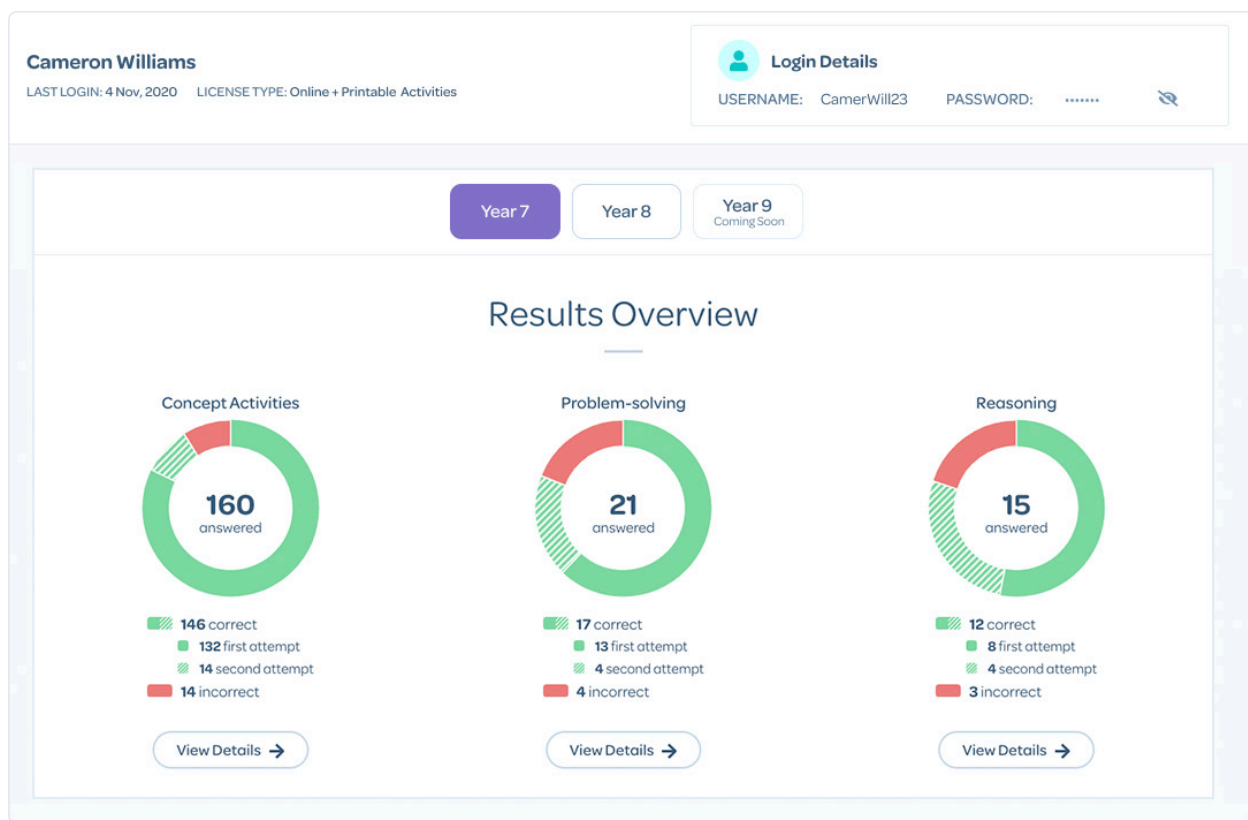 Cameron Williams
LAST LOGIN: 4 Nov, 2020 LICENSE TYPE: Online + Printable Activities
Login Details
USERNAME: CamerWill23 PASSWORD: •••••••
Year 7
Year 8
Year 9
Coming Soon
Results Overview
Concept Activities
160
answered
146 correct
132 first attempt
14 second attempt
14 incorrect
View Details →
Problem-solving
21
answered
17 correct
13 first attempt
4 second attempt
4 incorrect
View Details →
Reasoning
15
answered
12 correct
8 first attempt
4 second attempt
3 incorrect
View Details →